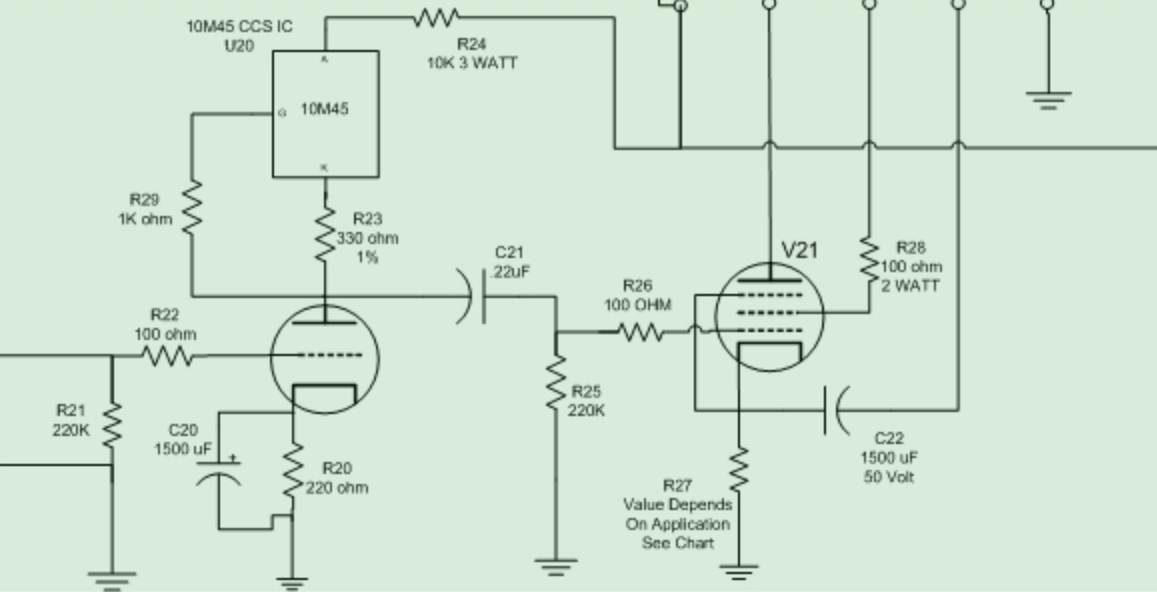 10M45 CCS IC
U20
A
G
10M45
K
R24
10K 3 WATT
R29
1K ohm
R23
330 ohm
1%
C21
.22uF
R22
100 ohm
R26
100 OHM
V21
R28
100 ohm
2 WATT
R21
220K
C20
1500 uF
+
R20
220 ohm
R25
220K
C22
1500 uF
50 Volt
R27
Value Depends
On Application
See Chart